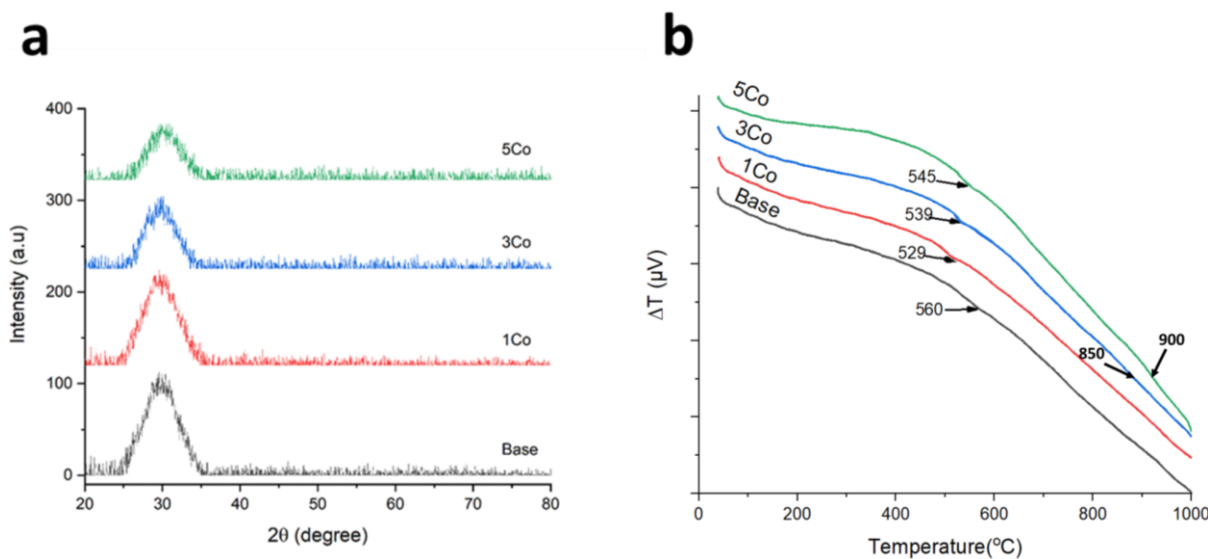 a
Intensity (a.u)
400
300
200
100
0
5Co
3Co
1Co
Base
20
30
40
50
60
70
80
2θ (degree)
b
ΔT (µV)
5Co
3Co
1Co
Base
545
539
529
560
850
900
0
200
400
600
800
1000
Temperature(°C)